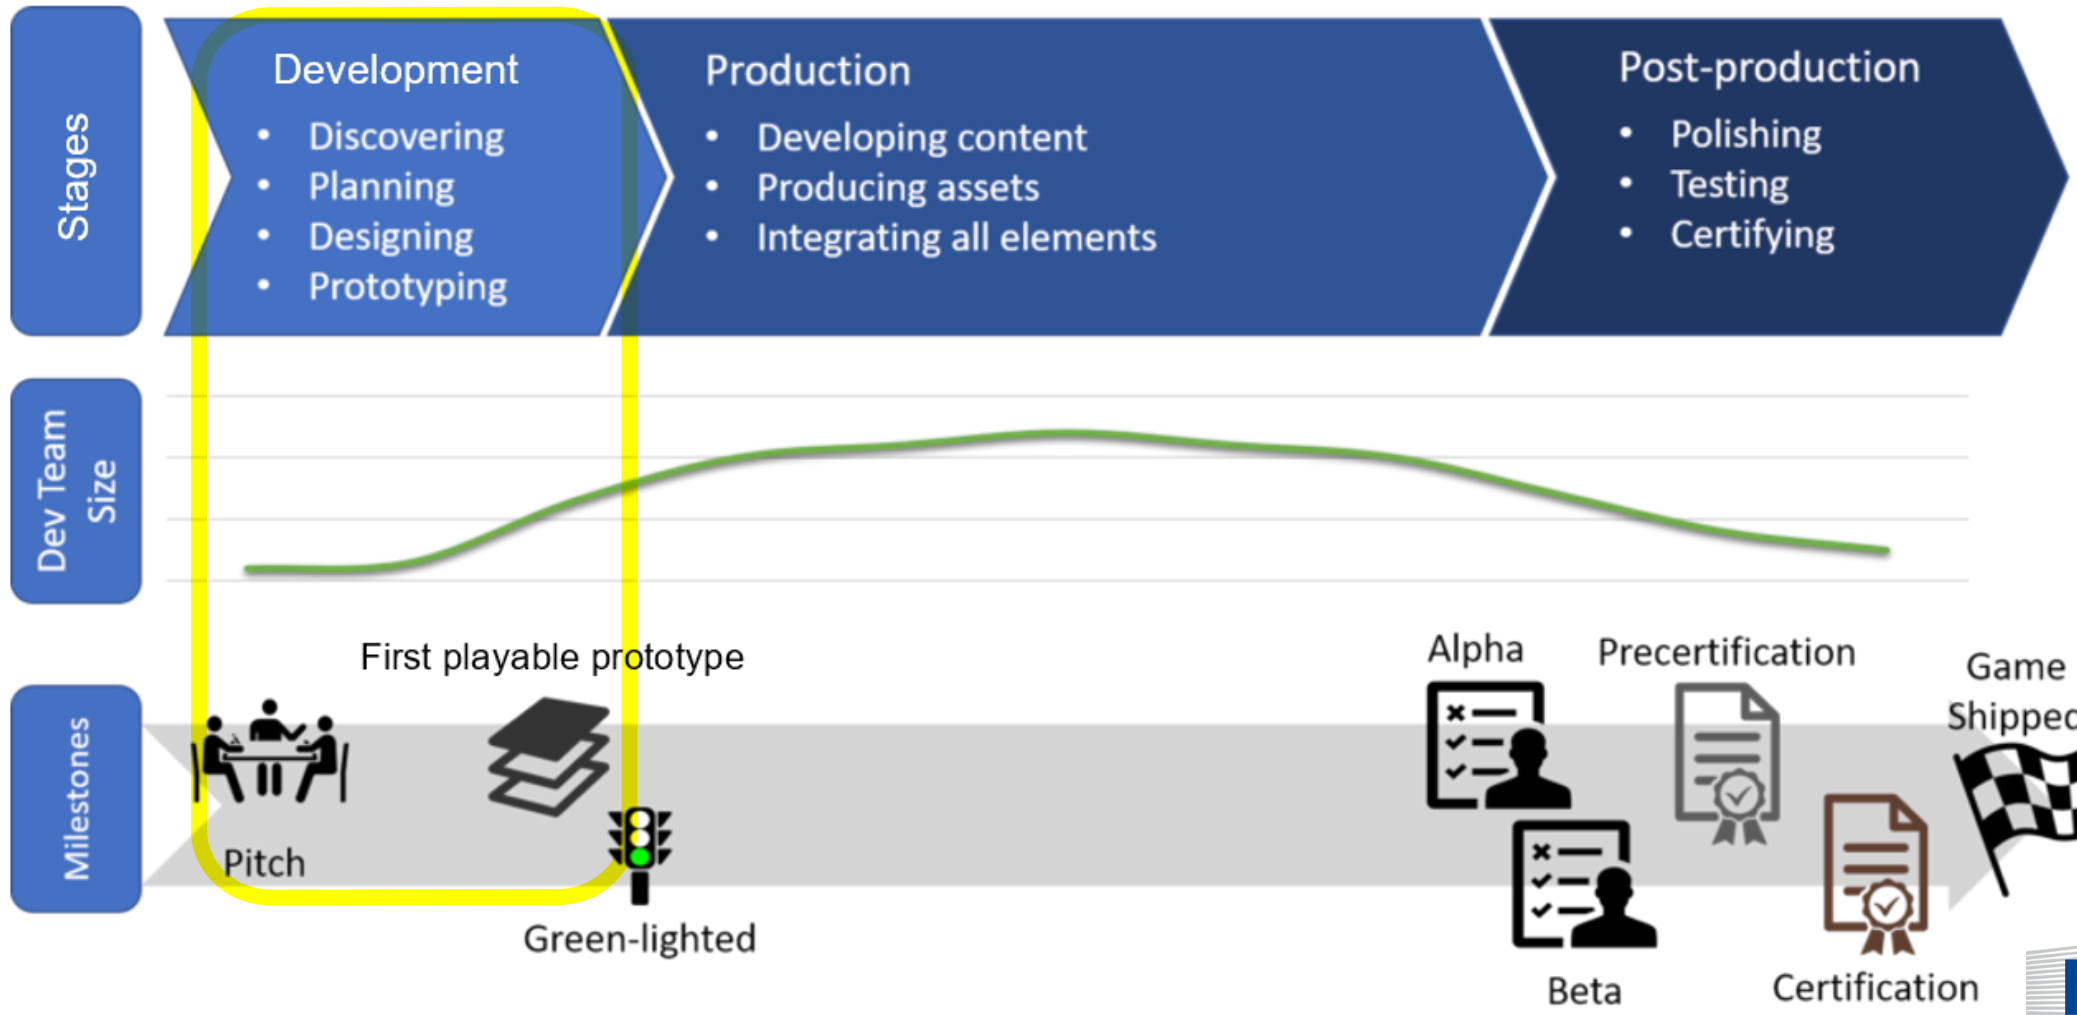 Stages
Development
• Discovering
• Planning
• Designing
• Prototyping
Production
• Developing content
• Producing assets
• Integrating all elements
Post-production
• Polishing
• Testing
• Certifying
Dev Team
Size
Milestones
Pitch
First playable prototype
Green-lighted
Alpha
Beta
Precertification
Certification
Game
Shipped